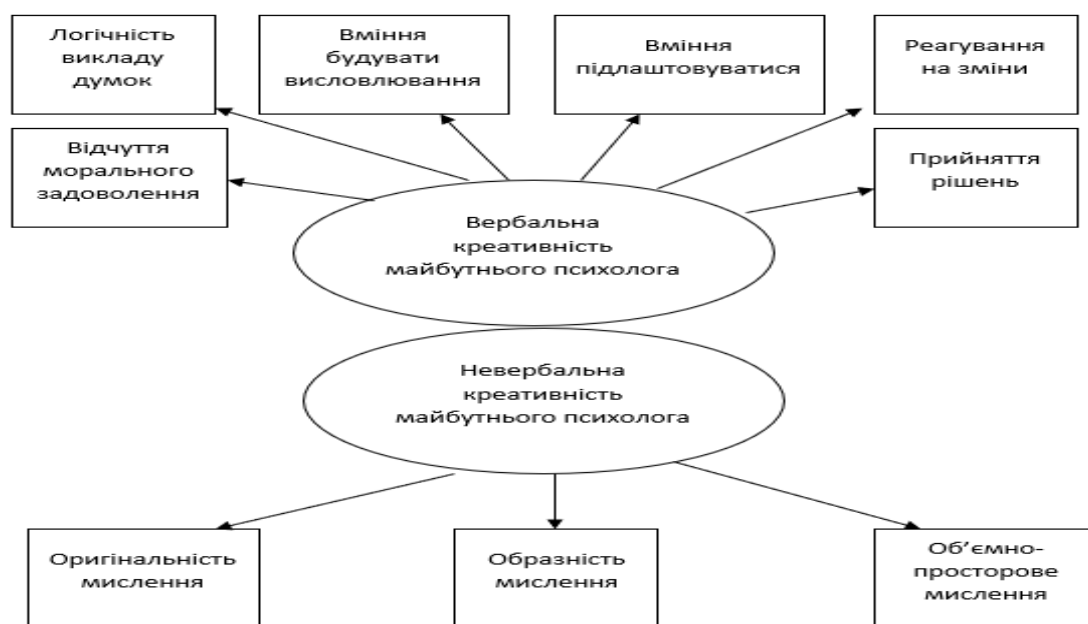 Логічність
викладу
думок
Вміння
будувати
висловлювання
Вміння
підлаштовуватися
Реагування
на зміни
Відчуття
морального
задоволення
Прийняття
рішень
Вербальна
креативність
майбутнього психолога
Невербальна
креативність
майбутнього психолога
Оригінальність
мислення
Образність
мислення
Об’ємно-
просторове
мислення